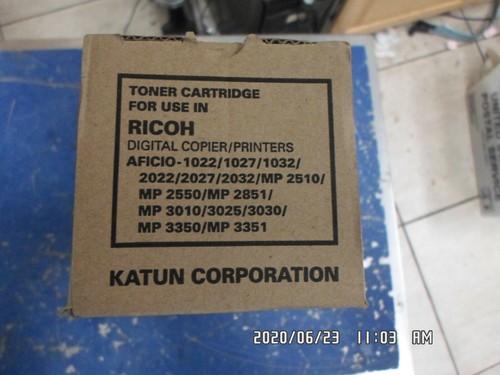 TONER CARTRIDGE
FOR USE IN
RICOH
DIGITAL COPIER/PRINTERS
AFICIO-1022/1027/1032/
2022/2027/2032/MP 2510/
MP 2550/MP 2851/
MP 3010/3025/3030/
MP 3350/MP 3351
KATUN CORPORATION
2020/06/23 11:03 AM